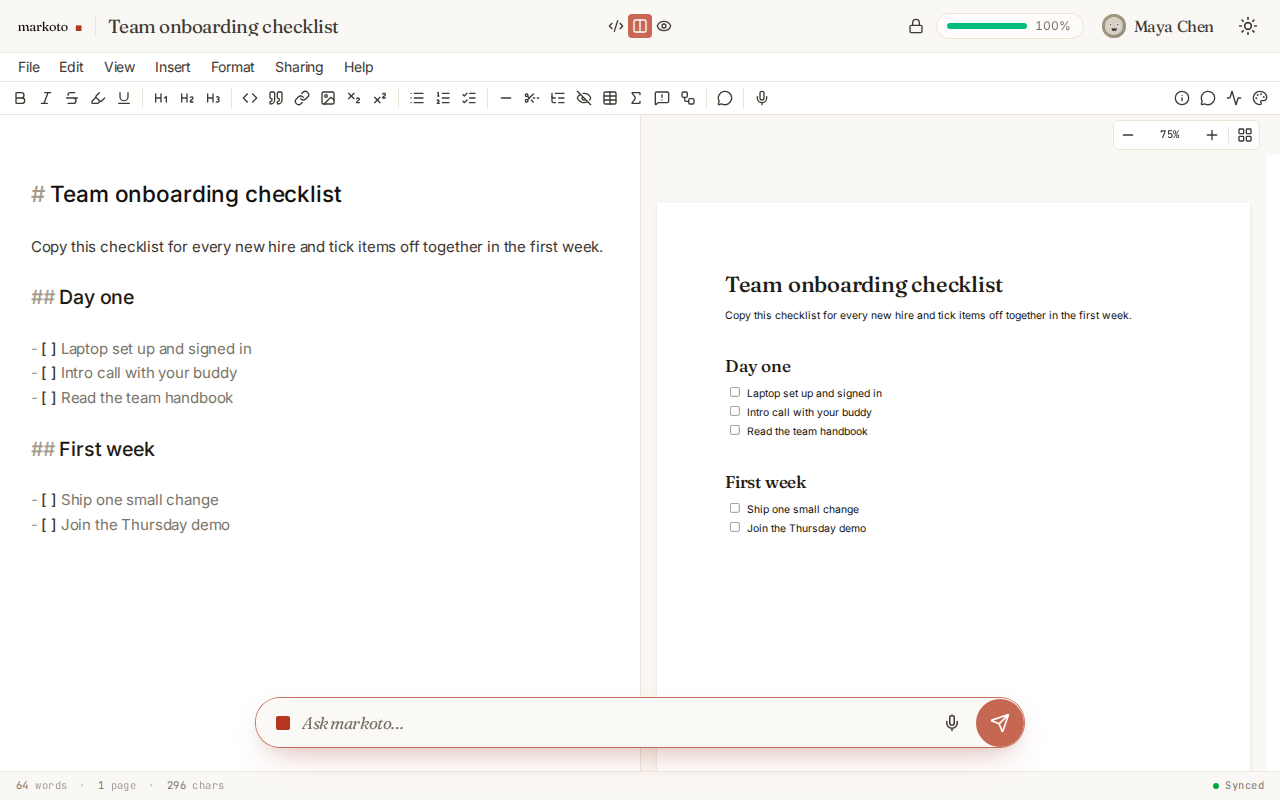 markoto
Team onboarding checklist
100%
Maya Chen
File Edit View Insert Format Sharing Help
H1 H2 H3
75%
# Team onboarding checklist
Copy this checklist for every new hire and tick items off together in the first week.
## Day one
- [ ] Laptop set up and signed in
- [ ] Intro call with your buddy
- [ ] Read the team handbook
## First week
- [ ] Ship one small change
- [ ] Join the Thursday demo
Team onboarding checklist
Copy this checklist for every new hire and tick items off together in the first week.
Day one
Laptop set up and signed in
Intro call with your buddy
Read the team handbook
First week
Ship one small change
Join the Thursday demo
Ask markoto...
64 words · 1 page · 296 chars
Synced